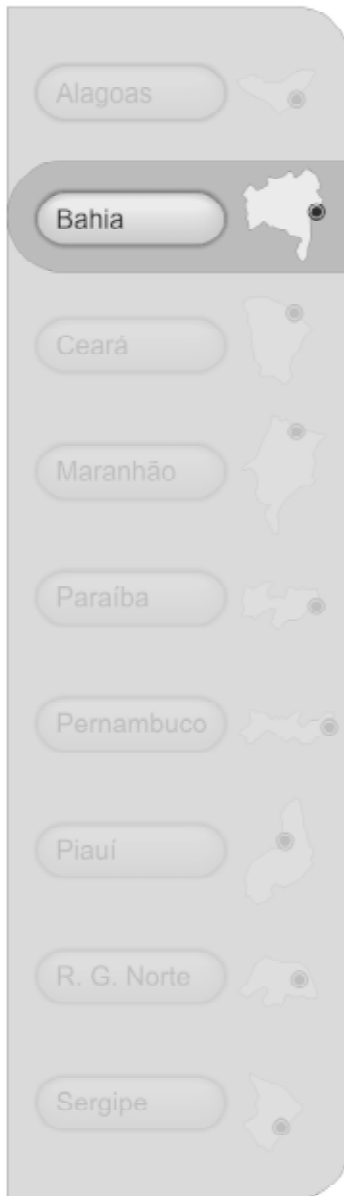 Alagoas
Bahia
Ceará
Maranhão
Paraíba
Pernambuco
Piauí
R. G. Norte
Sergipe